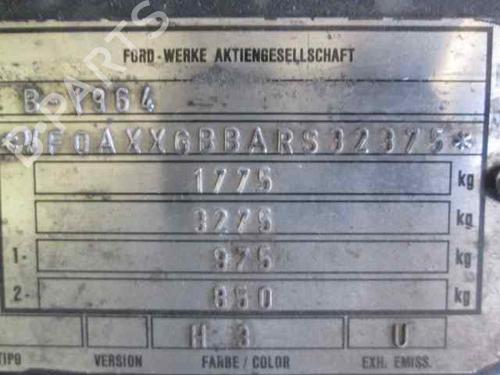 FORD-WERKE AKTIENGESELLSCHAFT
B-1964
*WF0AXXGBBARS32375*
1775 kg
3275 kg
1- 975 kg
2- 850 kg
H 3 U
TIPO VERSION FARBE / COLOR EXH. EMISS.